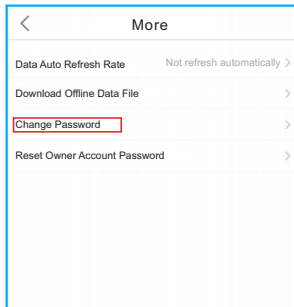 More
Data Auto Refresh Rate Not refresh automatically
Download Offline Data File
Change Password
Reset Owner Account Password